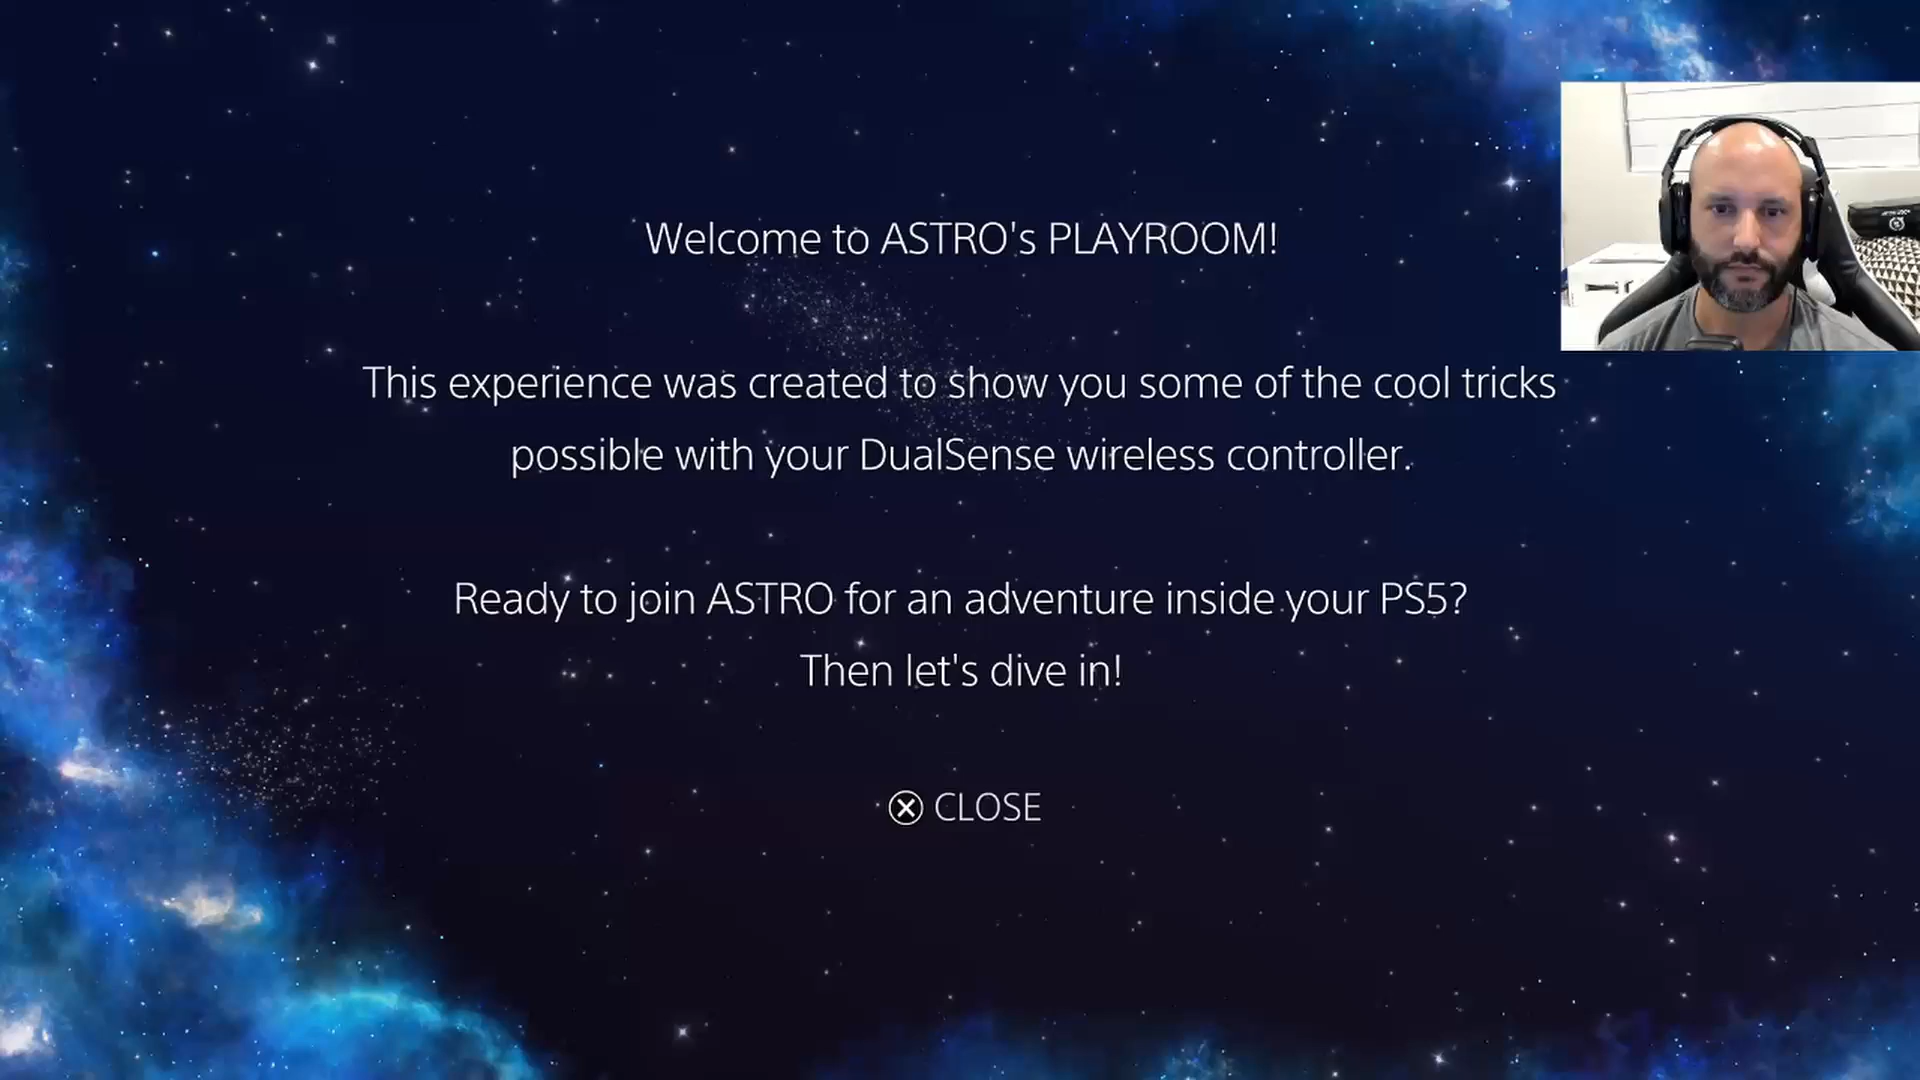 Welcome to ASTRO's PLAYROOM!
This experience was created to show you some of the cool tricks
possible with your DualSense wireless controller.
Ready to join ASTRO for an adventure inside your PS5?
Then let's dive in!
CLOSE